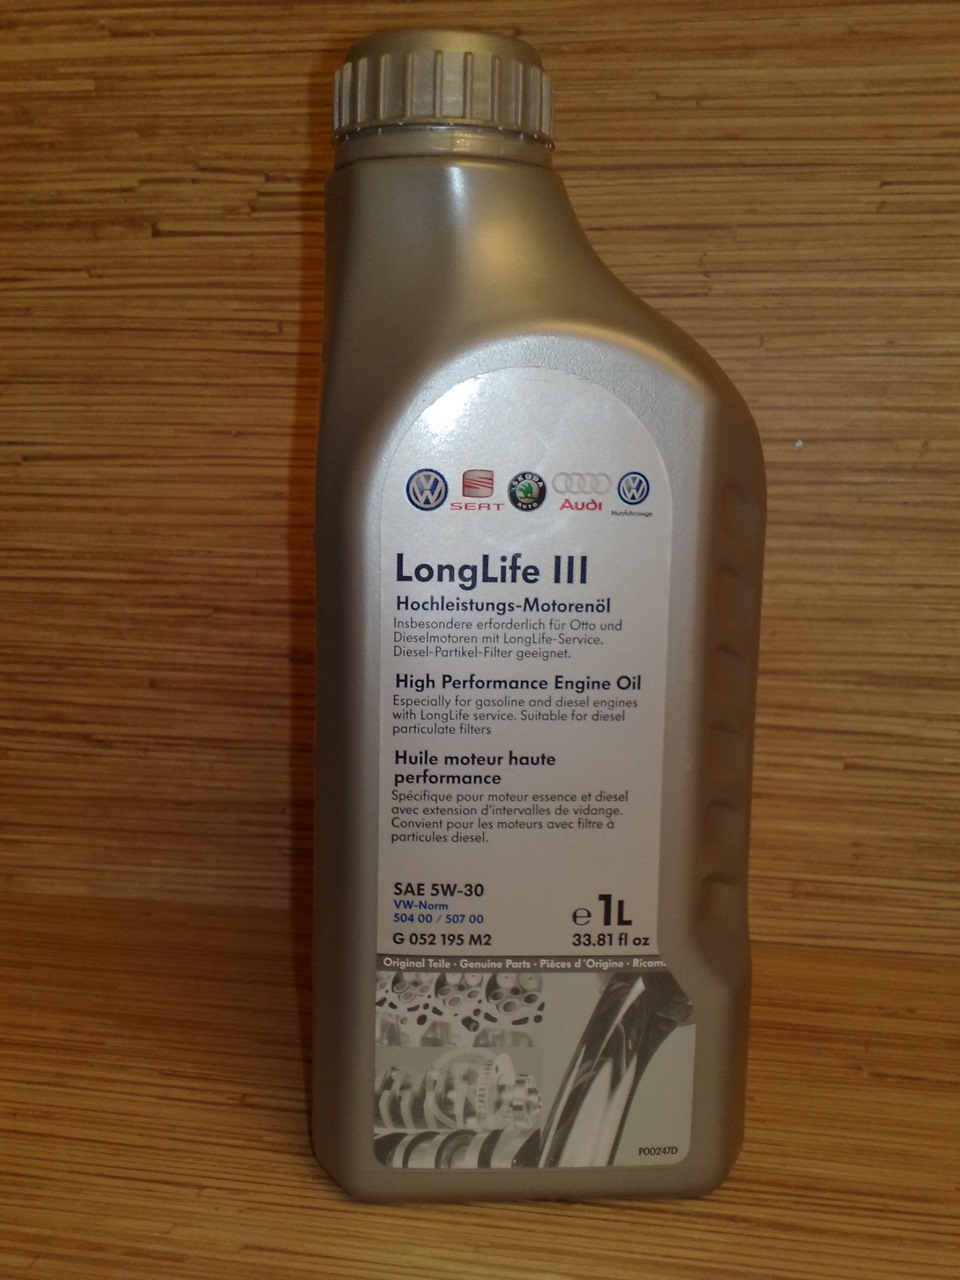 SEAT
ŠKODA
AUTO
Audi
Nutzfahrzeuge
LongLife III
Hochleistungs-Motorenöl
Insbesondere erforderlich für Otto und
Dieselmotoren mit LongLife-Service.
Diesel-Partikel-Filter geeignet.
High Performance Engine Oil
Especially for gasoline and diesel engines
with LongLife service. Suitable for diesel
particulate filters
Huile moteur haute
performance
Spécifique pour moteur essence et diesel
avec extension d'intervalles de vidange.
Convient pour les moteurs avec filtre à
particules diesel.
SAE 5W-30
VW-Norm
504 00 / 507 00
G 052 195 M2
e 1L
33.81 fl oz
Original Teile · Genuine Parts · Pièces d'Origine · Ricam
P00247D